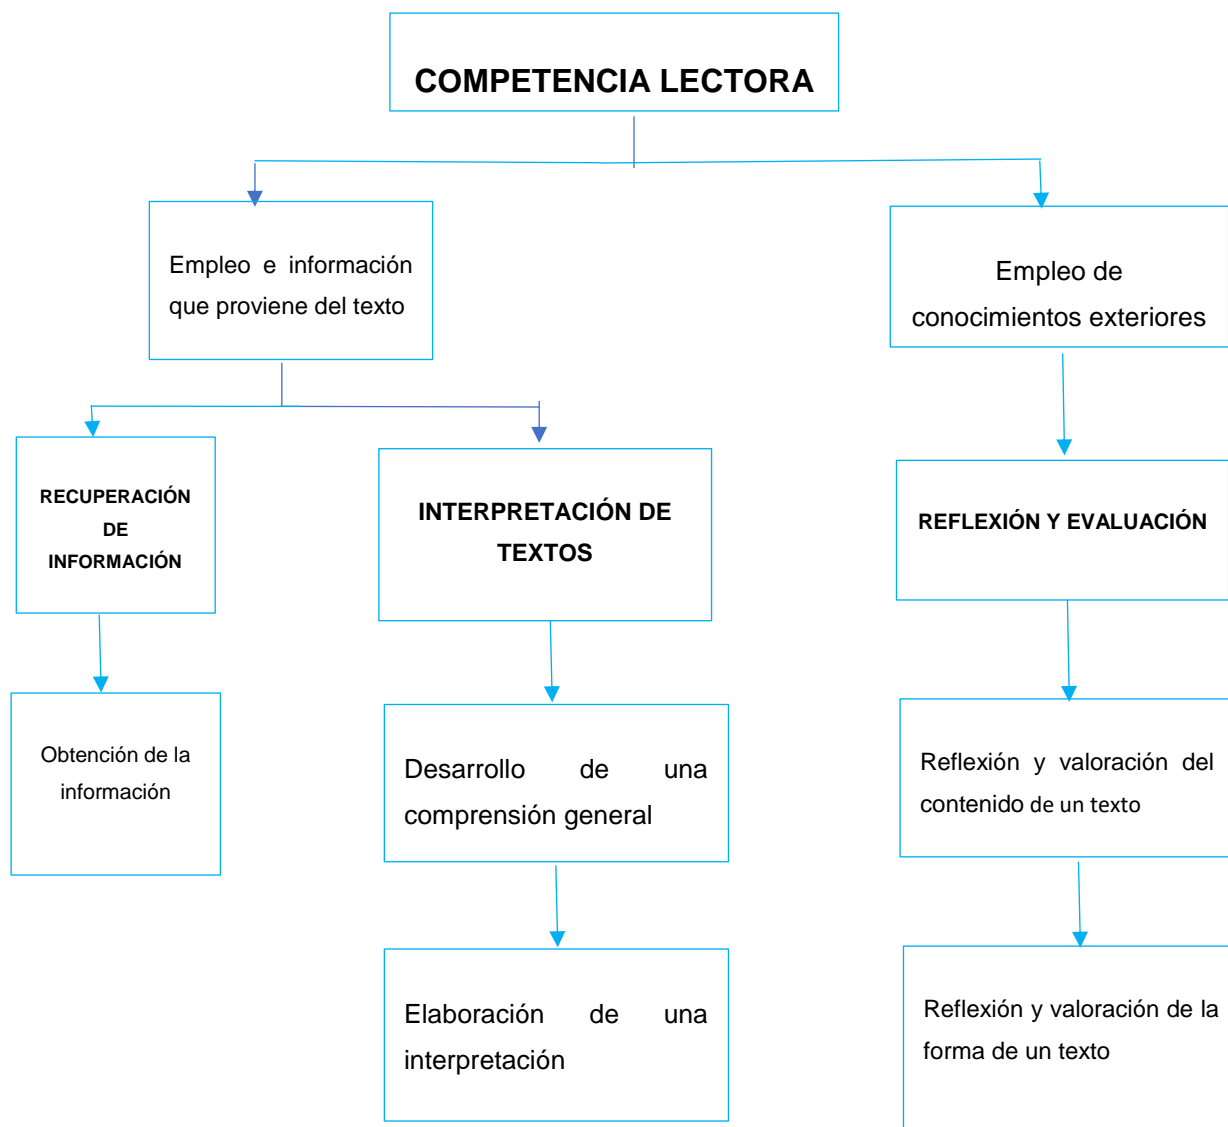 COMPETENCIA LECTORA
Empleo e información
que proviene del texto
Empleo de
conocimientos exteriores
RECUPERACIÓN
DE
INFORMACIÓN
INTERPRETACIÓN DE
TEXTOS
REFLEXIÓN Y EVALUACIÓN
Obtención de la
información
Desarrollo de una
comprensión general
Reflexión y valoración del
contenido de un texto
Elaboración de una
interpretación
Reflexión y valoración de la
forma de un texto